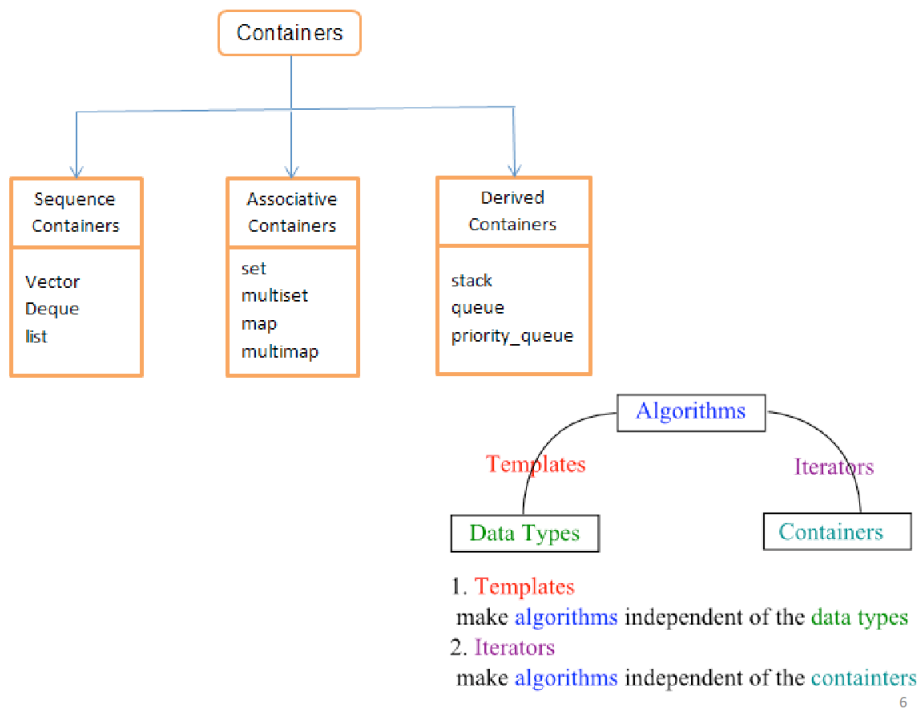 Containers
Sequence
Containers
Vector
Deque
list
Associative
Containers
set
multiset
map
multimap
Derived
Containers
stack
queue
priority_queue
Algorithms
Templates
Iterators
Data Types
Containers
1. Templates
make algorithms independent of the data types
2. Iterators
make algorithms independent of the containters
6